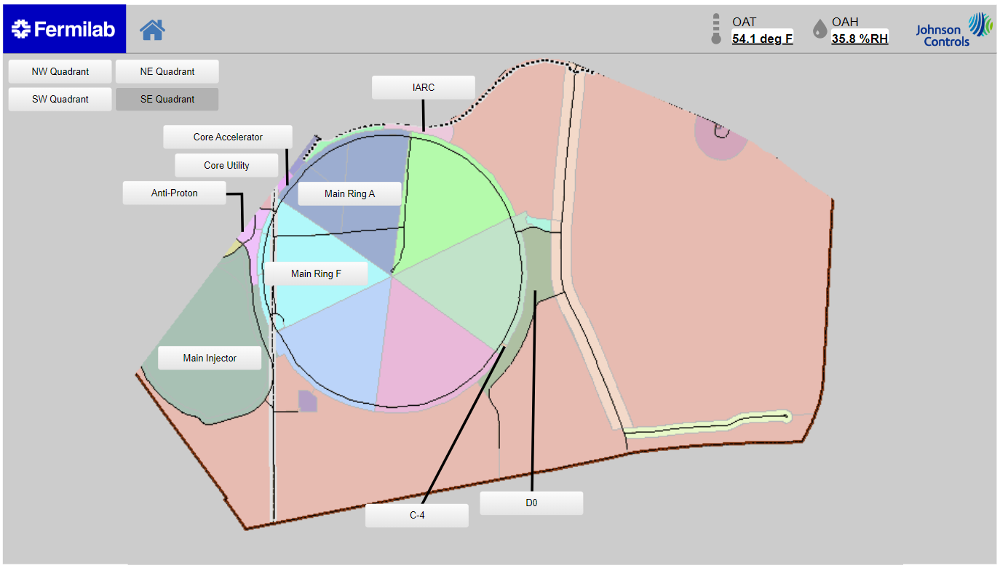 Fermilab
OAT
54.1 deg F
OAH
35.8 %RH
Johnson
Controls
NW Quadrant
NE Quadrant
SW Quadrant
SE Quadrant
IARC
Core Accelerator
Core Utility
Anti-Proton
Main Ring A
Main Ring F
Main Injector
D0
C-4